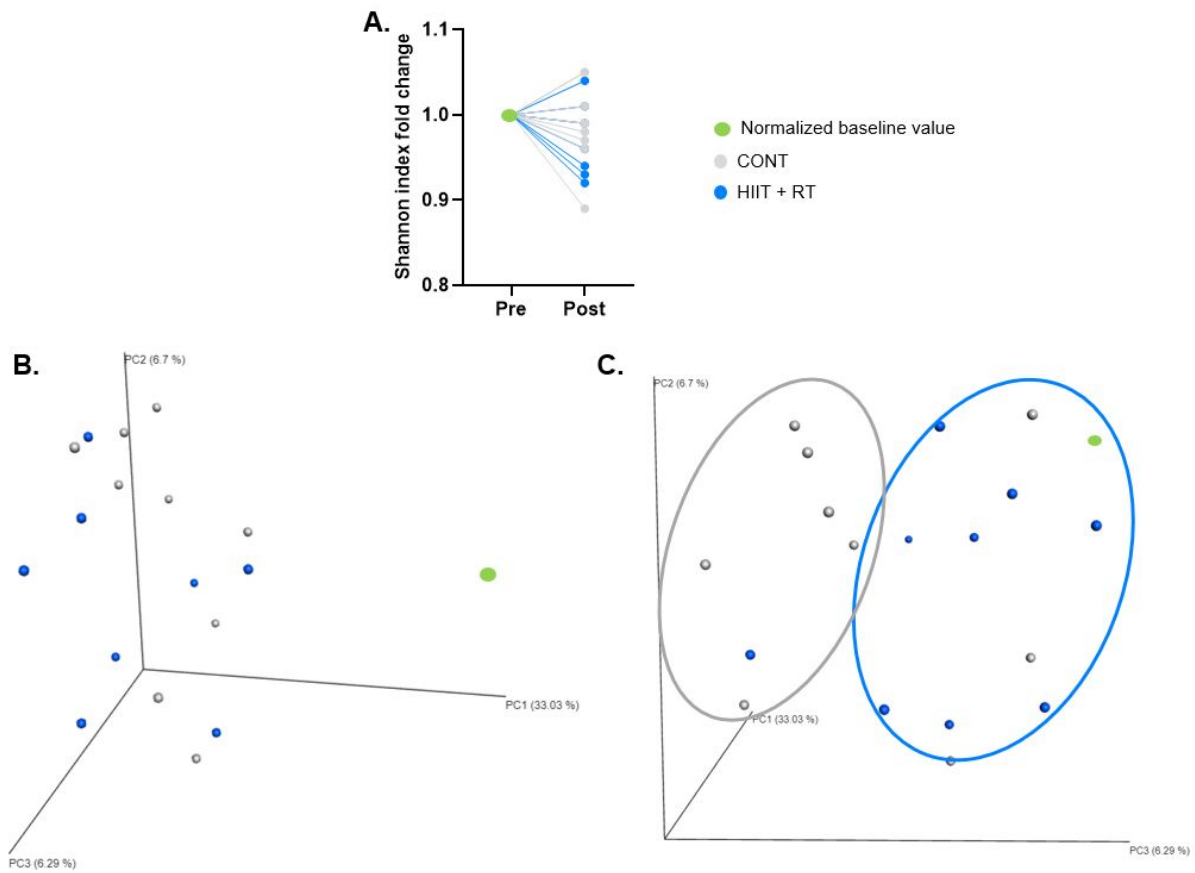 A.
1.1
1.0
0.9
0.8
Shannon index fold change
Pre Post
Normalized baseline value
CONT
HIIT + RT
B.
PC2 (6.7 %)
PC1 (33.03 %)
PC3 (6.29 %)
C.
PC2 (6.7 %)
PC1 (33.03 %)
PC3 (6.29 %)